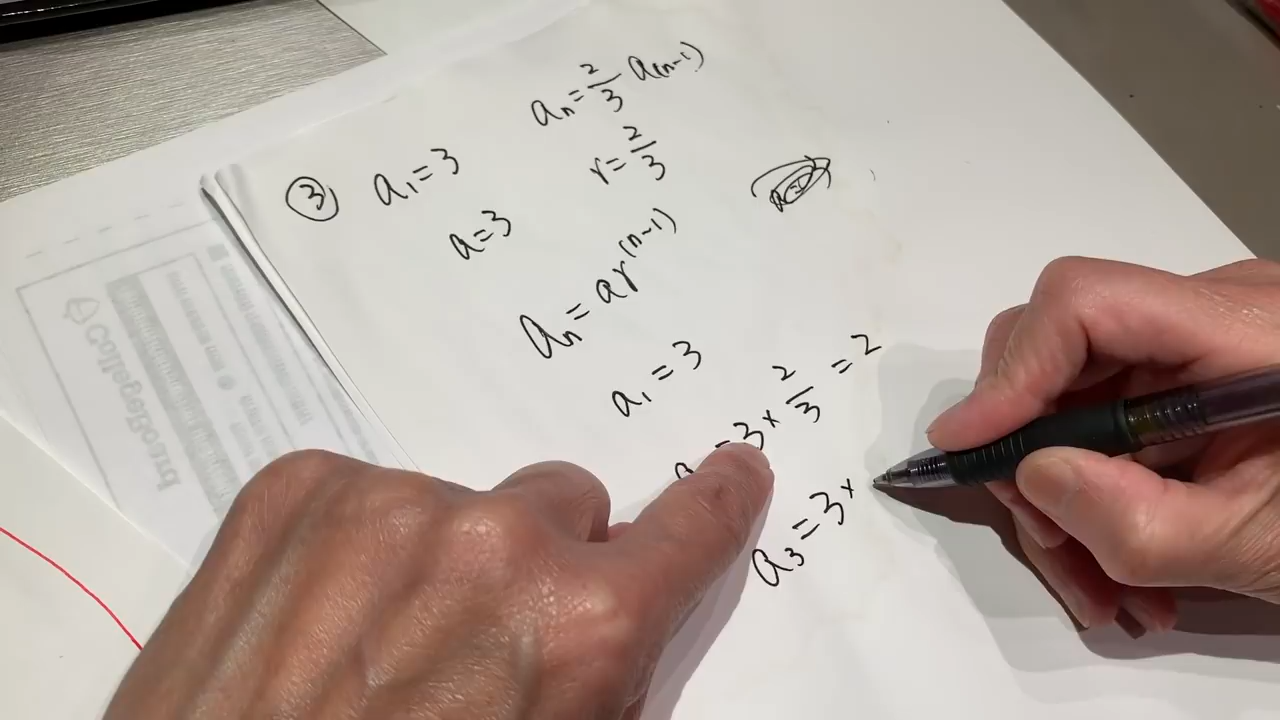 aₙ = 2/3 a(n-1)
③ a₁ = 3 r = 2/3
a = 3
aₙ = ar⁽ⁿ⁻¹⁾
a₁ = 3
a = 3 × 2/3 = 2
a₃ = 3 ×
CollegeBoard